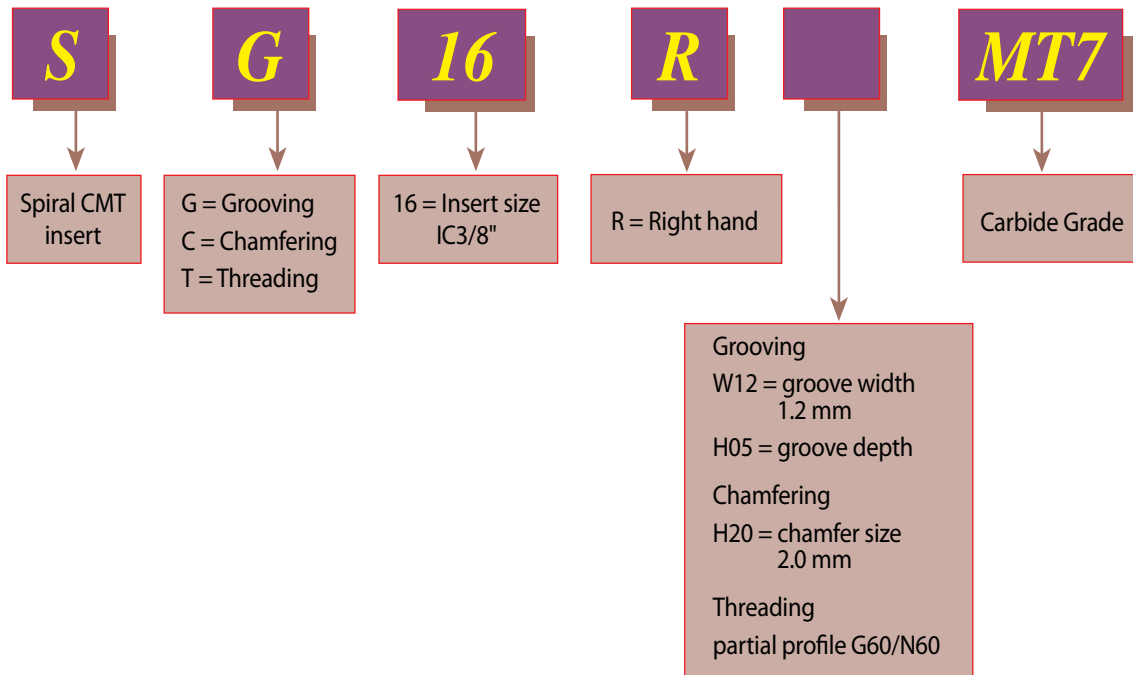 S G 16 R MT7
Spiral CMT
insert
G = Grooving
C = Chamfering
T = Threading
16 = Insert size
IC3/8"
R = Right hand
Carbide Grade
Grooving
W12 = groove width
1.2 mm
H05 = groove depth
Chamfering
H20 = chamfer size
2.0 mm
Threading
partial profile G60/N60